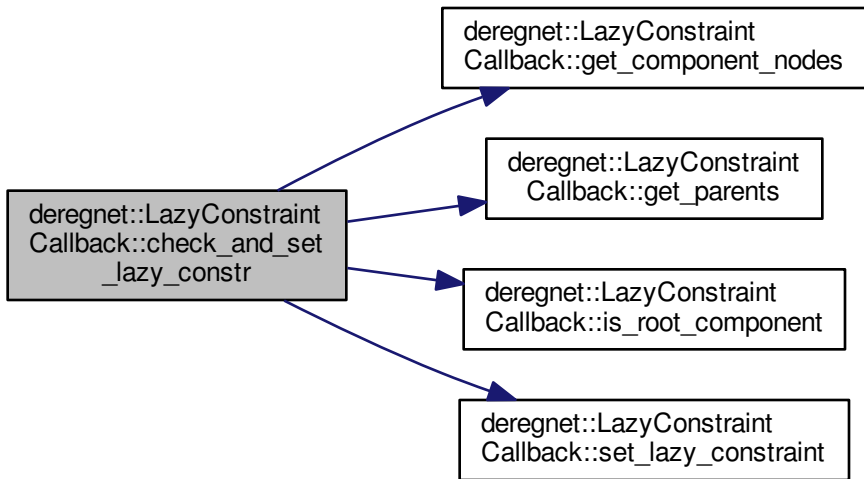 deregnet::LazyConstraint
Callback::get_component_nodes
deregnet::LazyConstraint
Callback::get_parents
deregnet::LazyConstraint
Callback::check_and_set
_lazy_constr
deregnet::LazyConstraint
Callback::is_root_component
deregnet::LazyConstraint
Callback::set_lazy_constraint